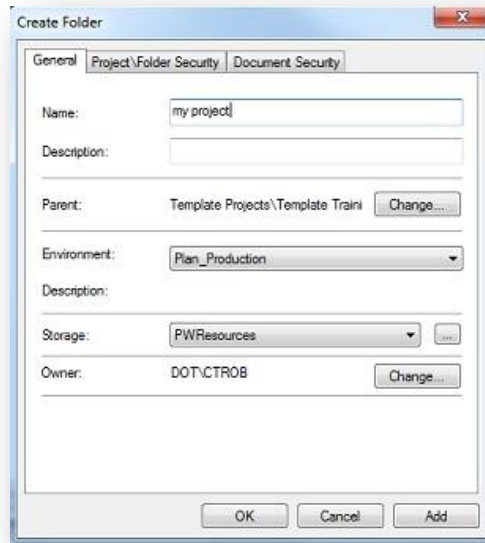 Create Folder
General Project\Folder Security Document Security
Name: my project
Description:
Parent: Template Projects\Template Traini Change...
Environment: Plan_Production
Description:
Storage: PWResources ...
Owner: DOT\CTROB Change...
OK Cancel Add